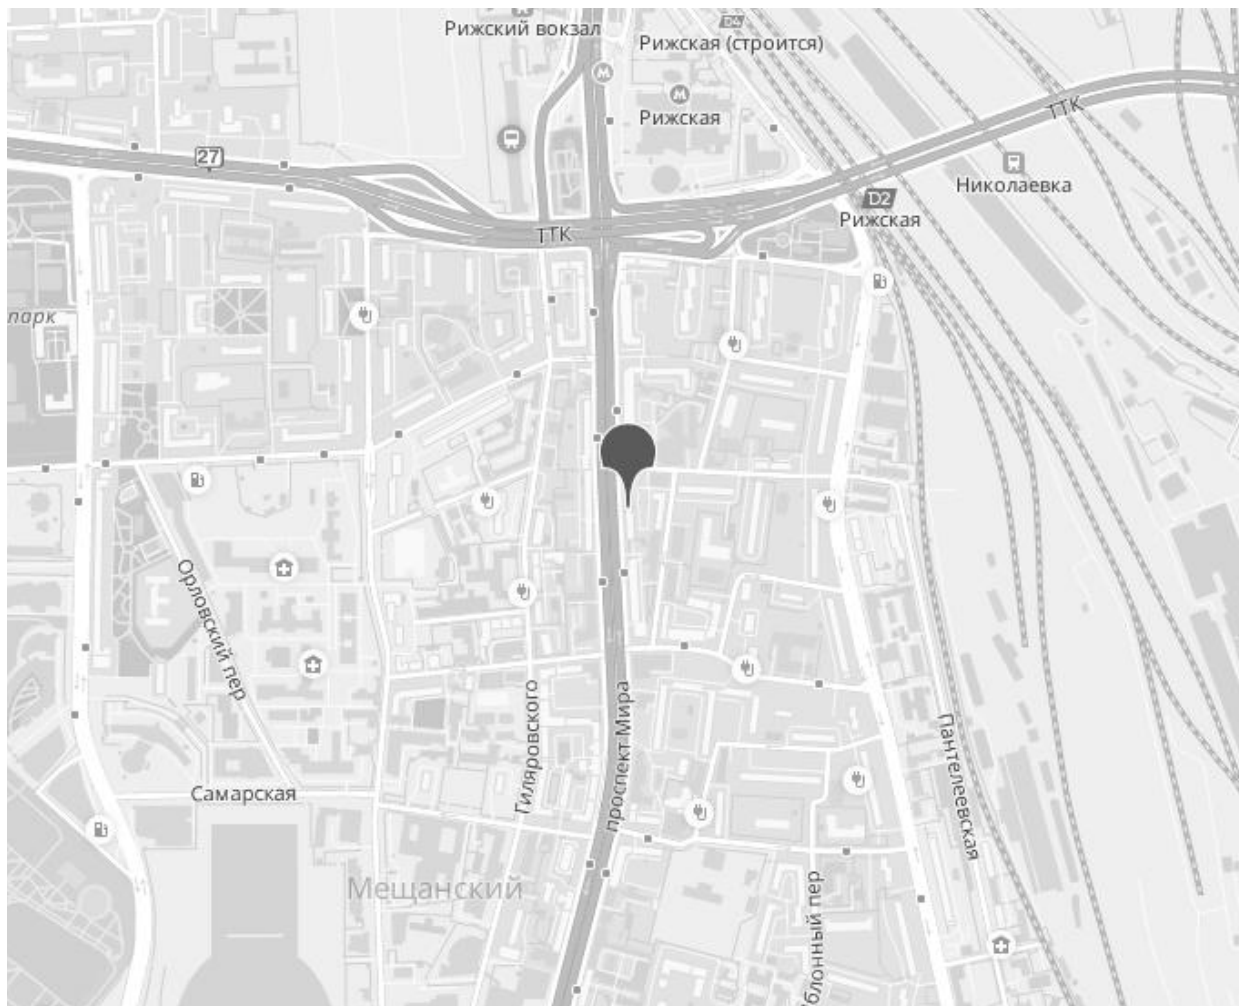 Рижский вокзал
D4
Рижская (строится)
М
М
Рижская
ТТК
27
Николаевка
D2
Рижская
ТТК
парк
Орловский пер
Гиляровского
проспект Мира
Пантелеевская
Самарская
Мещанский
блонный пер